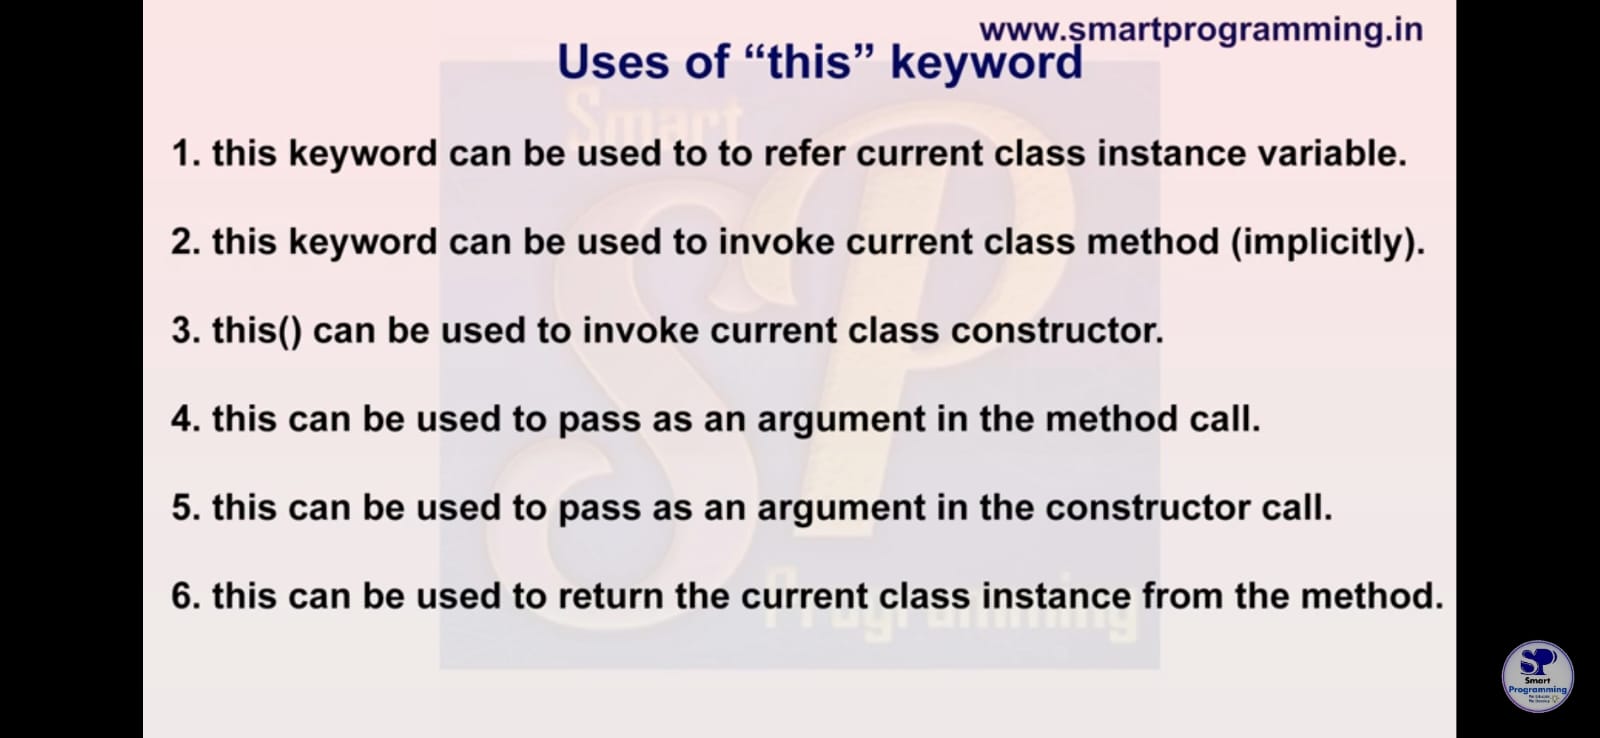 www.smartprogramming.in
Uses of “this” keyword
1. this keyword can be used to to refer current class instance variable.
2. this keyword can be used to invoke current class method (implicitly).
3. this() can be used to invoke current class constructor.
4. this can be used to pass as an argument in the method call.
5. this can be used to pass as an argument in the constructor call.
6. this can be used to return the current class instance from the method.
Smart
SP
Programming
SP
Smart
Programming